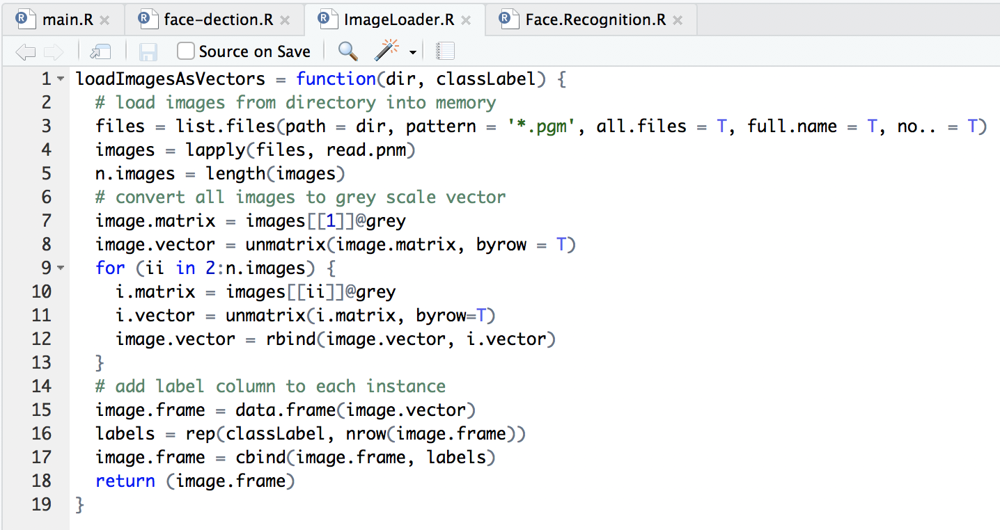 main.R face-dection.R ImageLoader.R Face.Recognition.R
Source on Save
1 loadImagesAsVectors = function(dir, classLabel) {
2   # load images from directory into memory
3   files = list.files(path = dir, pattern = '*.pgm', all.files = T, full.name = T, no.. = T)
4   images = lapply(files, read.pnm)
5   n.images = length(images)
6   # convert all images to grey scale vector
7   image.matrix = images[[1]]@grey
8   image.vector = unmatrix(image.matrix, byrow = T)
9   for (ii in 2:n.images) {
10     i.matrix = images[[ii]]@grey
11     i.vector = unmatrix(i.matrix, byrow=T)
12     image.vector = rbind(image.vector, i.vector)
13   }
14   # add label column to each instance
15   image.frame = data.frame(image.vector)
16   labels = rep(classLabel, nrow(image.frame))
17   image.frame = cbind(image.frame, labels)
18   return (image.frame)
19 }